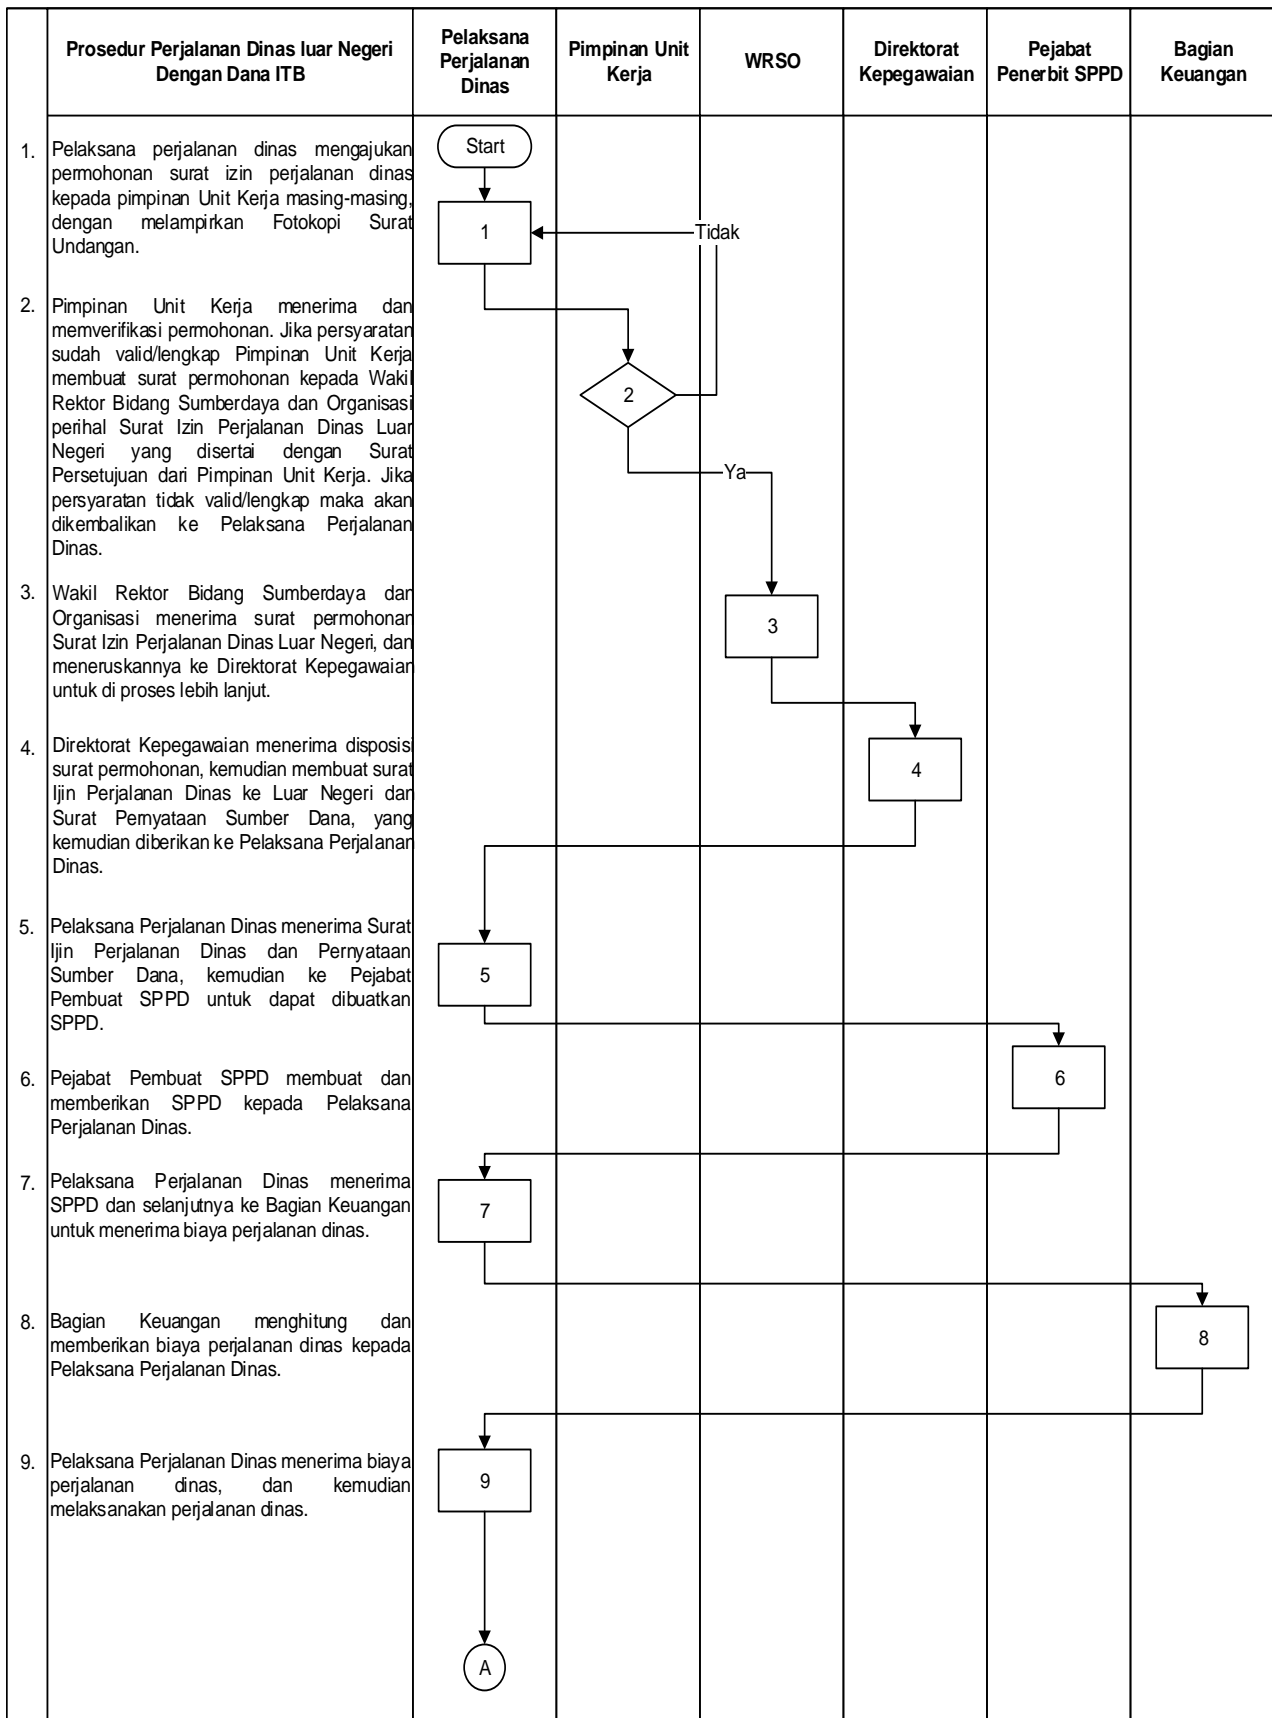 Prosedur Perjalanan Dinas luar Negeri
Dengan Dana ITB
Pelaksana
Perjalanan
Dinas
Pimpinan Unit
Kerja
WRSO
Direktorat
Kepegawaian
Pejabat
Penerbit SPPD
Bagian
Keuangan
1. Pelaksana perjalanan dinas mengajukan
permohonan surat izin perjalanan dinas
kepada pimpinan Unit Kerja masing-masing,
dengan melampirkan Fotokopi Surat
Undangan.
Start
1
Tidak
2. Pimpinan Unit Kerja menerima dan
memverifikasi permohonan. Jika persyaratan
sudah valid/lengkap Pimpinan Unit Kerja
membuat surat permohonan kepada Wakil
Rektor Bidang Sumberdaya dan Organisasi
perihal Surat Izin Perjalanan Dinas Luar
Negeri yang disertai dengan Surat
Persetujuan dari Pimpinan Unit Kerja. Jika
persyaratan tidak valid/lengkap maka akan
dikembalikan ke Pelaksana Perjalanan
Dinas.
2
Ya
3. Wakil Rektor Bidang Sumberdaya dan
Organisasi menerima surat permohonan
Surat Izin Perjalanan Dinas Luar Negeri, dan
meneruskannya ke Direktorat Kepegawaian
untuk di proses lebih lanjut.
3
4. Direktorat Kepegawaian menerima disposisi
surat permohonan, kemudian membuat surat
Ijin Perjalanan Dinas ke Luar Negeri dan
Surat Pernyataan Sumber Dana, yang
kemudian diberikan ke Pelaksana Perjalanan
Dinas.
4
5. Pelaksana Perjalanan Dinas menerima Surat
Ijin Perjalanan Dinas dan Pernyataan
Sumber Dana, kemudian ke Pejabat
Pembuat SPPD untuk dapat dibuatkan
SPPD.
5
6. Pejabat Pembuat SPPD membuat dan
memberikan SPPD kepada Pelaksana
Perjalanan Dinas.
6
7. Pelaksana Perjalanan Dinas menerima
SPPD dan selanjutnya ke Bagian Keuangan
untuk menerima biaya perjalanan dinas.
7
8. Bagian Keuangan menghitung dan
memberikan biaya perjalanan dinas kepada
Pelaksana Perjalanan Dinas.
8
9. Pelaksana Perjalanan Dinas menerima biaya
perjalanan dinas, dan kemudian
melaksanakan perjalanan dinas.
9
A